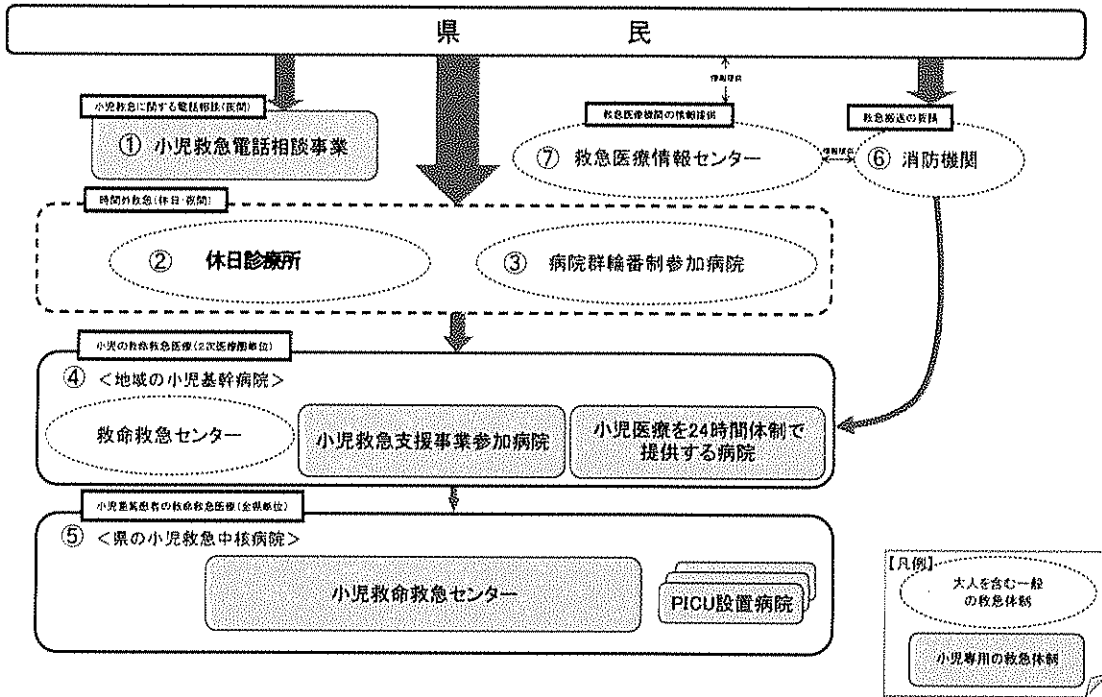 県 民
情報提供
小児救急に関する電話相談(夜間)
救急医療機関の情報提供
救急搬送の要請
① 小児救急電話相談事業
⑦ 救急医療情報センター
情報提供
⑥ 消防機関
時間外救急(休日・夜間)
② 休日診療所
③ 病院群輪番制参加病院
小児の救命救急医療(2次医療圏単位)
④ <地域の小児基幹病院>
救命救急センター
小児救急支援事業参加病院
小児医療を24時間体制で
提供する病院
小児重篤患者の救命救急医療(全県単位)
⑤ <県の小児救急中核病院>
小児救命救急センター
PICU設置病院
【凡例】
大人を含む一般
の救急体制
小児専用の救急体制